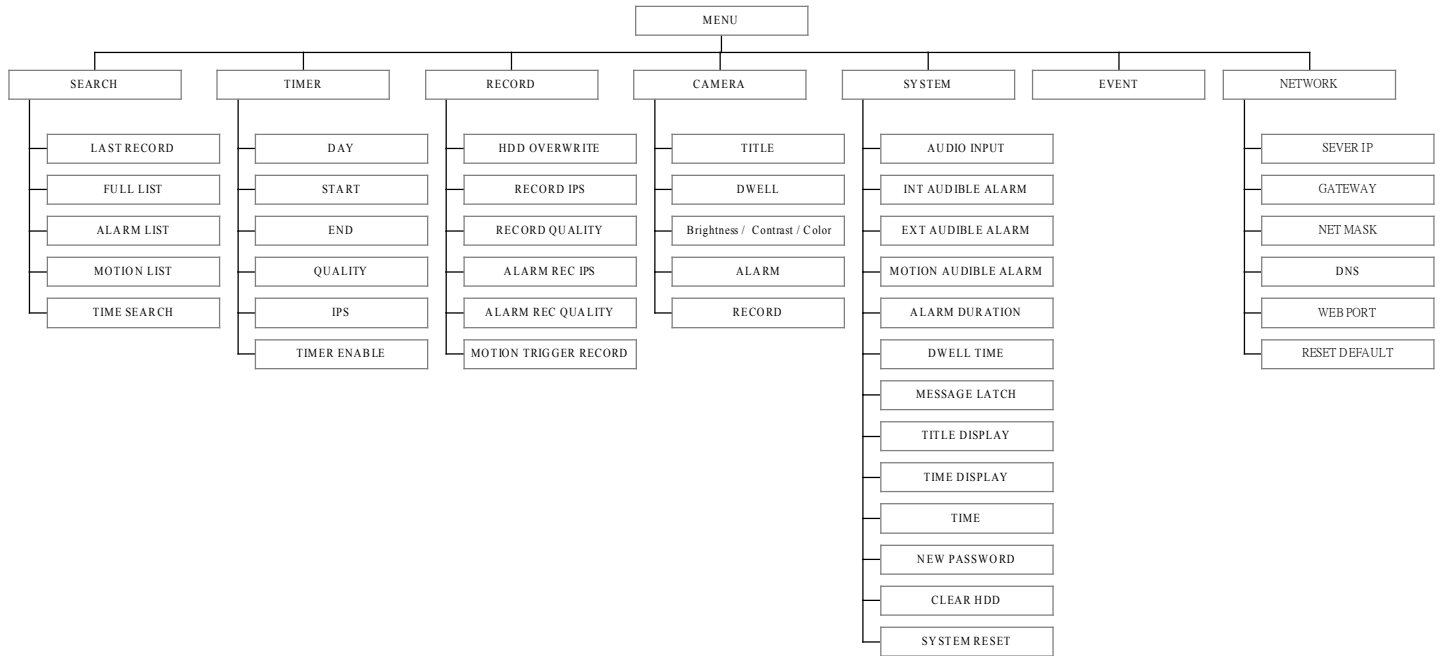 MENU
SEARCH
TIMER
RECORD
CAMERA
SYSTEM
EVENT
NETWORK
LAST RECORD
FULL LIST
ALARM LIST
MOTION LIST
TIME SEARCH
DAY
START
END
QUALITY
IPS
TIMER ENABLE
HDD OVERWRITE
RECORD IPS
RECORD QUALITY
ALARM REC IPS
ALARM REC QUALITY
MOTION TRIGGER RECORD
TITLE
DWELL
Brightness / Contrast / Color
ALARM
RECORD
AUDIO INPUT
INT AUDIBLE ALARM
EXT AUDIBLE ALARM
MOTION AUDIBLE ALARM
ALARM DURATION
DWELL TIME
MESSAGE LATCH
TITLE DISPLAY
TIME DISPLAY
TIME
NEW PASSWORD
CLEAR HDD
SYSTEM RESET
SEVER IP
GATEWAY
NET MASK
DNS
WEB PORT
RESET DEFAULT